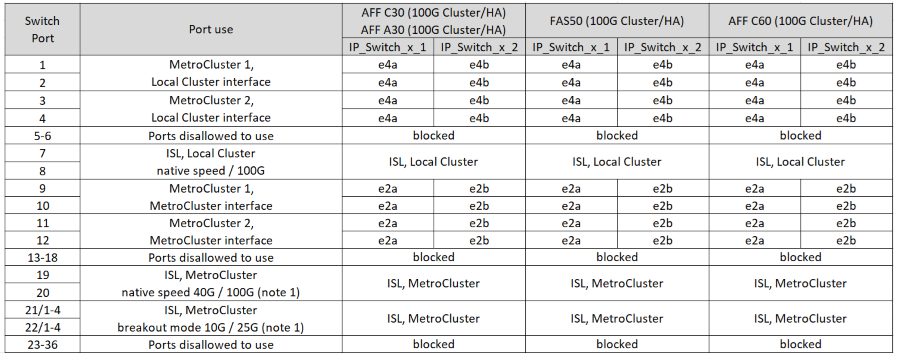 Switch Port | Port use | AFF C30 (100G Cluster/HA) AFF A30 (100G Cluster/HA) | FAS50 (100G Cluster/HA) | AFF C60 (100G Cluster/HA)
IP_Switch_x_1 | IP_Switch_x_2 | IP_Switch_x_1 | IP_Switch_x_2 | IP_Switch_x_1 | IP_Switch_x_2
1 | MetroCluster 1, | e4a | e4b | e4a | e4b | e4a | e4b
2 | Local Cluster interface | e4a | e4b | e4a | e4b | e4a | e4b
3 | MetroCluster 2, | e4a | e4b | e4a | e4b | e4a | e4b
4 | Local Cluster interface | e4a | e4b | e4a | e4b | e4a | e4b
5-6 | Ports disallowed to use | blocked | blocked | blocked
7 | ISL, Local Cluster | ISL, Local Cluster | ISL, Local Cluster | ISL, Local Cluster
8 | native speed / 100G
9 | MetroCluster 1, | e2a | e2b | e2a | e2b | e2a | e2b
10 | MetroCluster interface | e2a | e2b | e2a | e2b | e2a | e2b
11 | MetroCluster 2, | e2a | e2b | e2a | e2b | e2a | e2b
12 | MetroCluster interface | e2a | e2b | e2a | e2b | e2a | e2b
13-18 | Ports disallowed to use | blocked | blocked | blocked
19 | ISL, MetroCluster | ISL, MetroCluster | ISL, MetroCluster | ISL, MetroCluster
20 | native speed 40G / 100G (note 1)
21/1-4 | ISL, MetroCluster | ISL, MetroCluster | ISL, MetroCluster | ISL, MetroCluster
22/1-4 | breakout mode 10G / 25G (note 1)
23-36 | Ports disallowed to use | blocked | blocked | blocked